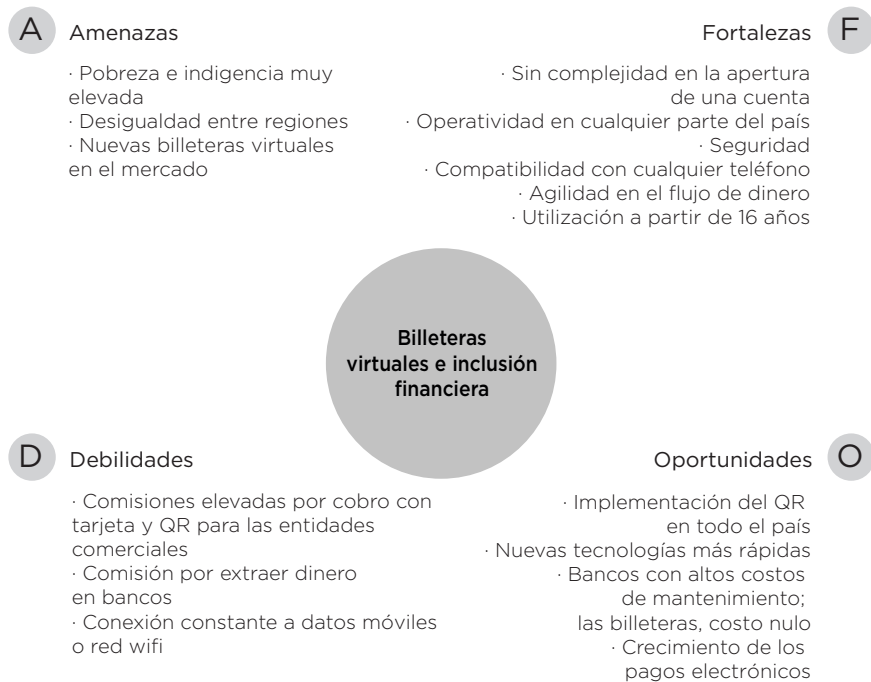 A Amenazas
· Pobreza e indigencia muy
elevada
· Desigualdad entre regiones
· Nuevas billeteras virtuales
en el mercado
Fortalezas F
· Sin complejidad en la apertura
de una cuenta
· Operatividad en cualquier parte del país
· Seguridad
· Compatibilidad con cualquier teléfono
· Agilidad en el flujo de dinero
· Utilización a partir de 16 años
Billeteras
virtuales e inclusión
financiera
D Debilidades
· Comisiones elevadas por cobro con
tarjeta y QR para las entidades
comerciales
· Comisión por extraer dinero
en bancos
· Conexión constante a datos móviles
o red wifi
Oportunidades O
· Implementación del QR
en todo el país
· Nuevas tecnologías más rápidas
· Bancos con altos costos
de mantenimiento;
las billeteras, costo nulo
· Crecimiento de los
pagos electrónicos